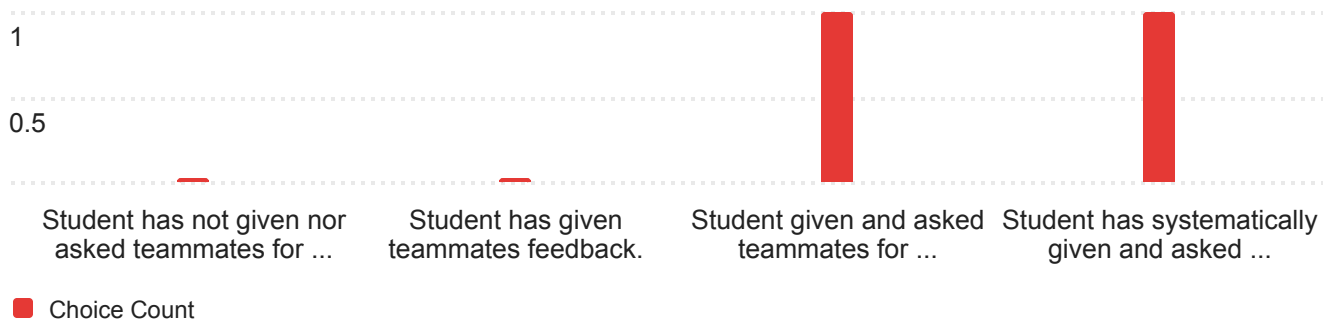 1
0.5
Student has not given nor
asked teammates for ...
Student has given
teammates feedback.
Student given and asked
teammates for ...
Student has systematically
given and asked ...
Choice Count